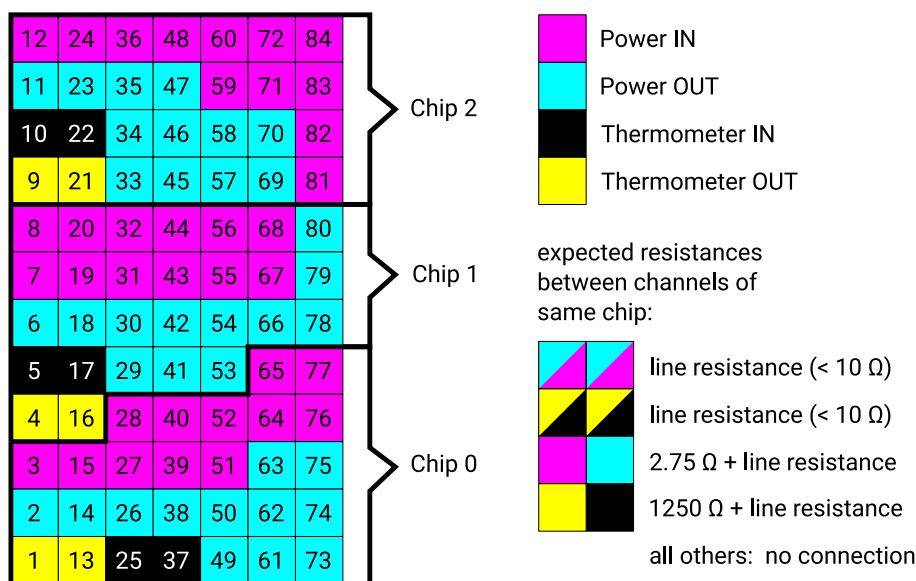 12 24 36 48 60 72 84
11 23 35 47 59 71 83
10 22 34 46 58 70 82
9 21 33 45 57 69 81
8 20 32 44 56 68 80
7 19 31 43 55 67 79
6 18 30 42 54 66 78
5 17 29 41 53 65 77
4 16 28 40 52 64 76
3 15 27 39 51 63 75
2 14 26 38 50 62 74
1 13 25 37 49 61 73
Chip 2
Chip 1
Chip 0
Power IN
Power OUT
Thermometer IN
Thermometer OUT
expected resistances
between channels of
same chip:
line resistance (< 10 Ω)
line resistance (< 10 Ω)
2.75 Ω + line resistance
1250 Ω + line resistance
all others: no connection